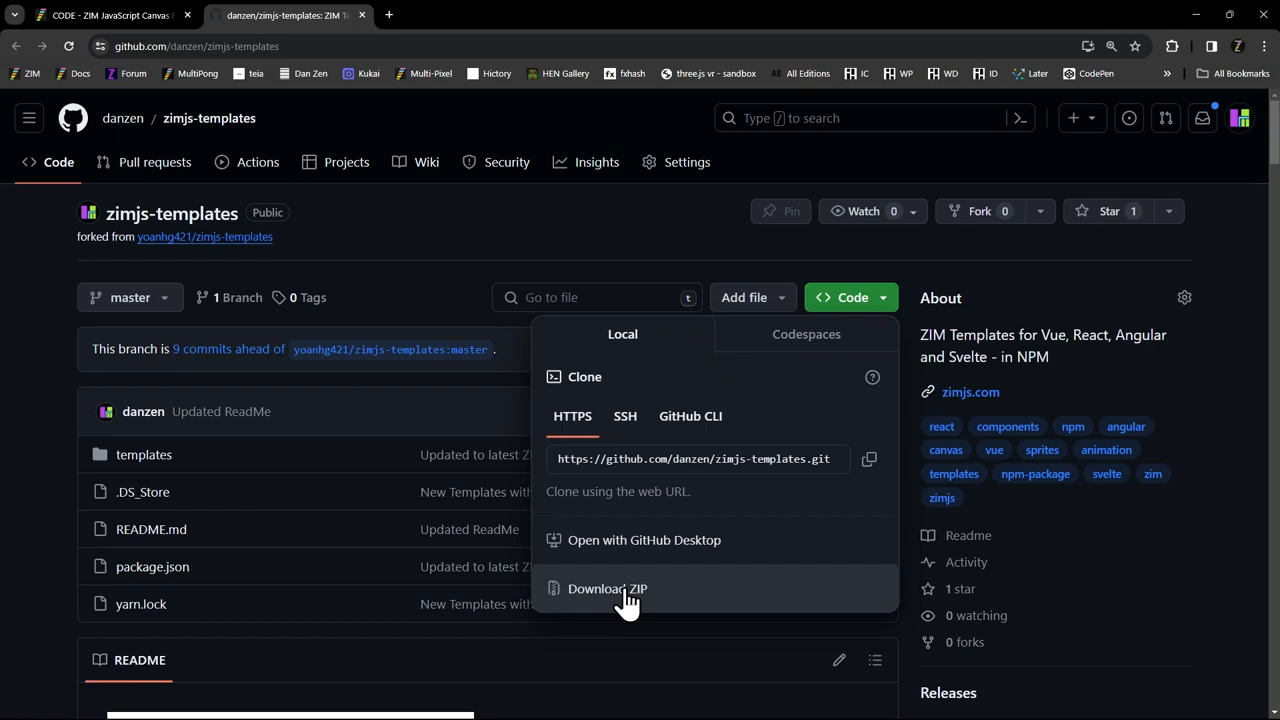 CODE - ZIM JavaScript Canvas F
danzen/zimjs-templates: ZIM Te
github.com/danzen/zimjs-templates
ZIM
Docs
Forum
MultiPong
teia
Dan Zen
Kukai
Multi-Pixel
Hictory
HEN Gallery
fxhash
three.js vr - sandbox
AE All Editions
IC
WP
WD
ID
Later
CodePen
»
All Bookmarks
danzen / zimjs-templates
Type / to search
Code
Pull requests
Actions
Projects
Wiki
Security
Insights
Settings
zimjs-templates Public
forked from yoanhg421/zimjs-templates
Pin
Watch 0
Fork 0
Star 1
master
1 Branch
0 Tags
Go to file t
Add file
<> Code
This branch is 9 commits ahead of yoanhg421/zimjs-templates:master .
danzen Updated ReadMe
templates Updated to latest ZI
.DS_Store New Templates with
README.md Updated ReadMe
package.json Updated to latest ZI
yarn.lock New Templates with
README
Local
Codespaces
Clone
HTTPS
SSH
GitHub CLI
https://github.com/danzen/zimjs-templates.git
Clone using the web URL.
Open with GitHub Desktop
Download ZIP
About
ZIM Templates for Vue, React, Angular
and Svelte - in NPM
zimjs.com
react components npm angular
canvas vue sprites animation
templates npm-package svelte zim
zimjs
Readme
Activity
1 star
0 watching
0 forks
Releases